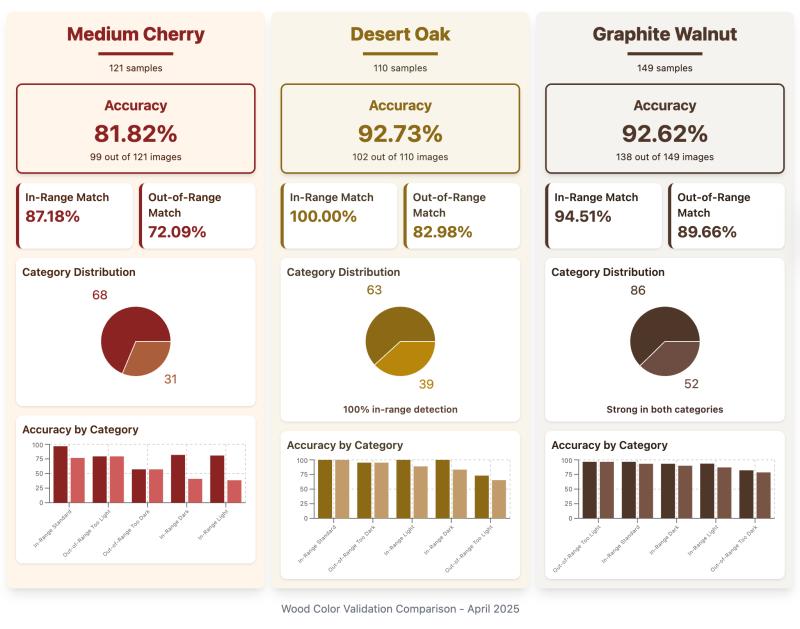 Medium Cherry
121 samples
Accuracy
81.82%
99 out of 121 images
In-Range Match
87.18%
Out-of-Range
Match
72.09%
Category Distribution
68
31
Accuracy by Category
100
75
50
25
0
In-Range Standard
Out-of-Range Too Light
Out-of-Range Too Dark
In-Range Dark
In-Range Light
Desert Oak
110 samples
Accuracy
92.73%
102 out of 110 images
In-Range Match
100.00%
Out-of-Range
Match
82.98%
Category Distribution
63
39
100% in-range detection
Accuracy by Category
100
75
50
25
0
In-Range Standard
Out-of-Range Too Dark
In-Range Light
In-Range Dark
Out-of-Range Too Light
Graphite Walnut
149 samples
Accuracy
92.62%
138 out of 149 images
In-Range Match
94.51%
Out-of-Range
Match
89.66%
Category Distribution
86
52
Strong in both categories
Accuracy by Category
100
75
50
25
0
Out-of-Range Too Light
In-Range Standard
In-Range Dark
In-Range Light
Out-of-Range Too Dark
Wood Color Validation Comparison - April 2025